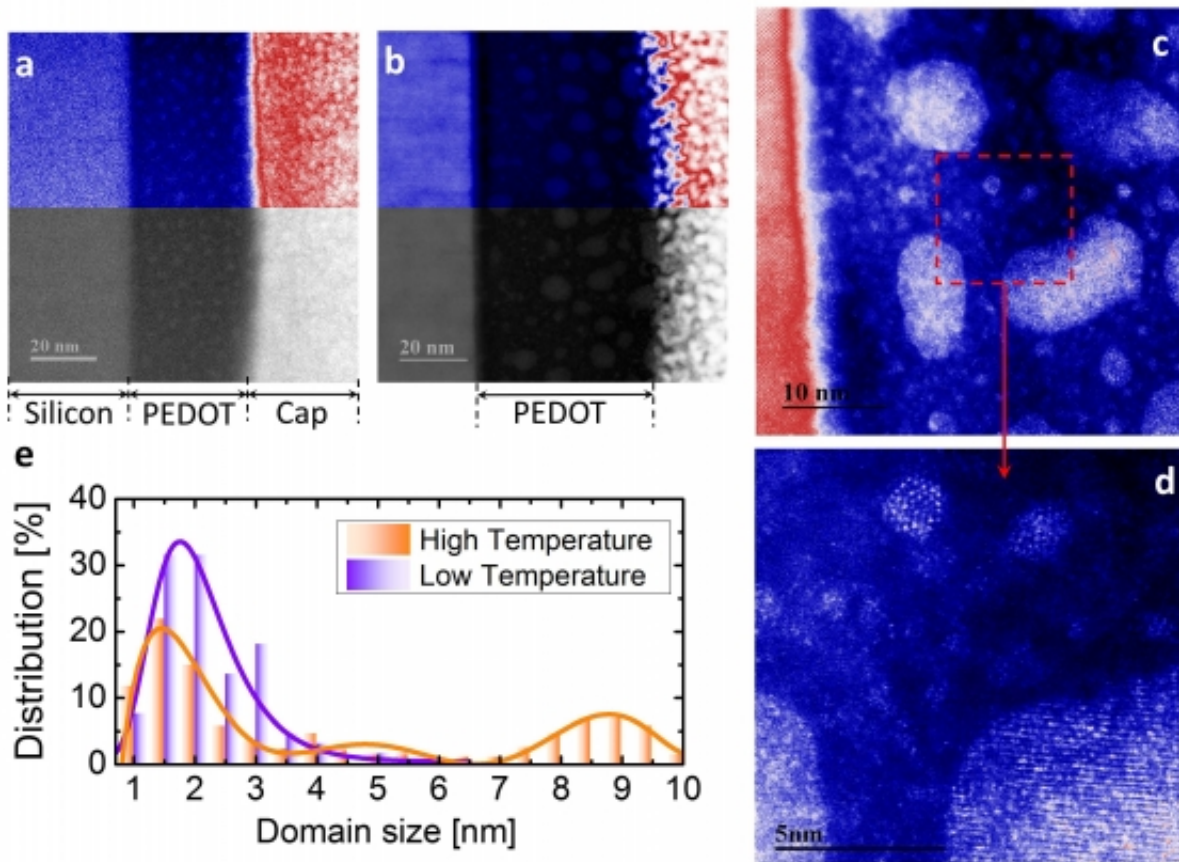 a
b
c
20 nm
20 nm
Silicon
PEDOT
Cap
PEDOT
10 nm
e
d
40
30
20
10
0
Distribution [%]
High Temperature
Low Temperature
1 2 3 4 5 6 7 8 9 10
Domain size [nm]
5nm